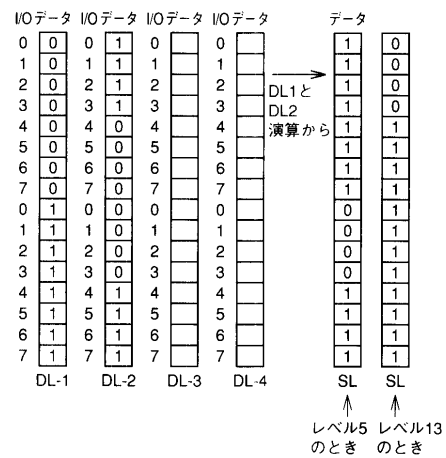 I/O データ I/O データ I/O データ I/O データ データ
0 0 0 1 0 0 1 0
1 0 1 1 1 1 1 0
2 0 2 1 2 2 1 0
3 0 3 1 3 3 1 0
4 0 4 0 4 4 1 1
5 0 5 0 5 5 1 1
6 0 6 0 6 6 1 1
7 0 7 0 7 7 1 1
0 1 0 0 0 0 0 1
1 1 1 0 1 1 0 1
2 1 2 0 2 2 0 1
3 1 3 0 3 3 0 1
4 1 4 1 4 4 1 1
5 1 5 1 5 5 1 1
6 1 6 1 6 6 1 1
7 1 7 1 7 7 1 1
DL1と
DL2
演算から
DL-1 DL-2 DL-3 DL-4 SL SL
レベル5 レベル13
のとき のとき